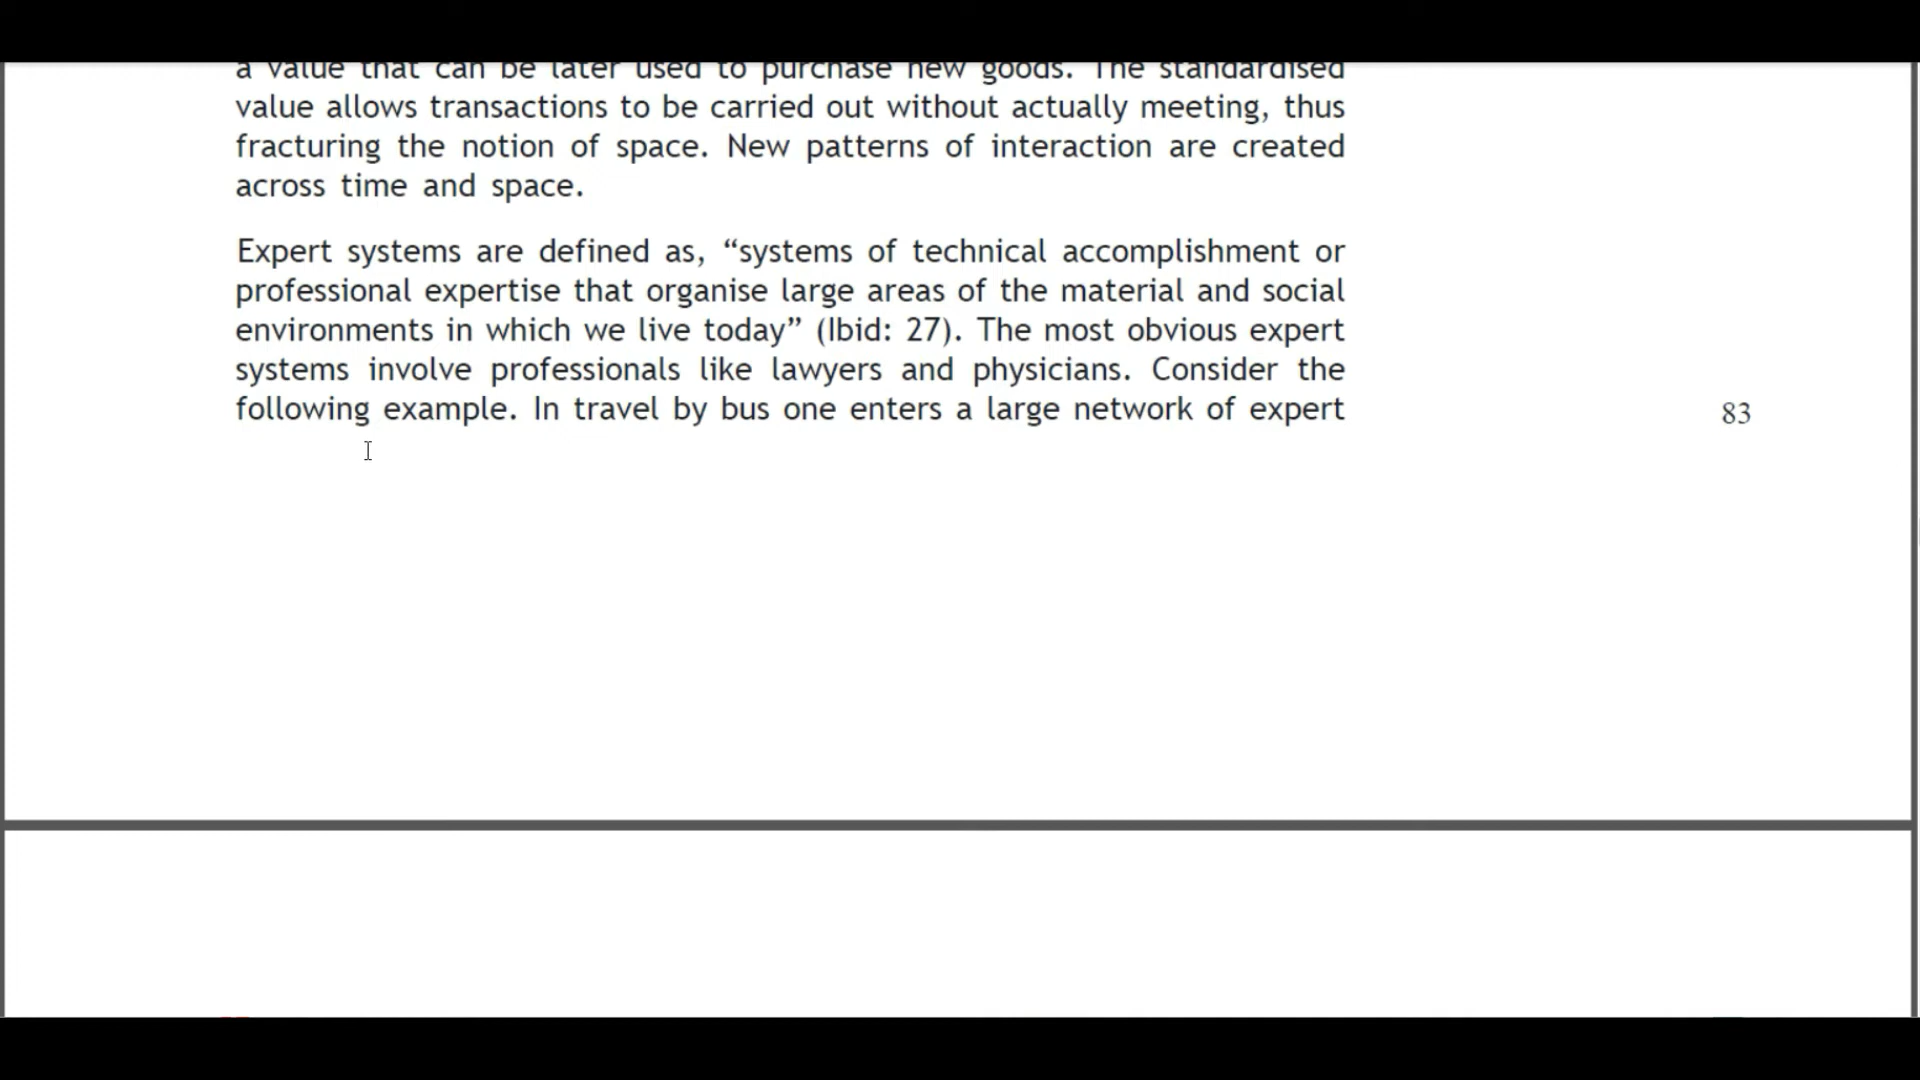 a value that can be later used to purchase new goods. The standardised
value allows transactions to be carried out without actually meeting, thus
fracturing the notion of space. New patterns of interaction are created
across time and space.
Expert systems are defined as, “systems of technical accomplishment or
professional expertise that organise large areas of the material and social
environments in which we live today” (Ibid: 27). The most obvious expert
systems involve professionals like lawyers and physicians. Consider the
following example. In travel by bus one enters a large network of expert
83